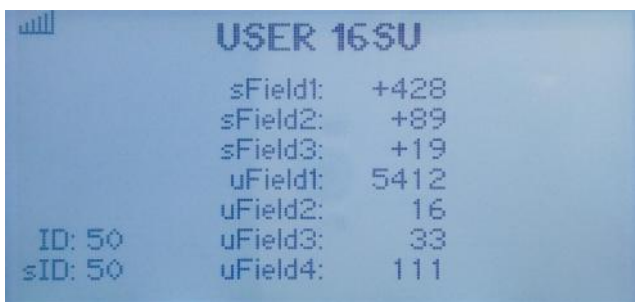 USER 16SU
sField1: +428
sField2: +89
sField3: +19
uField1: 5412
uField2: 16
ID: 50 uField3: 33
sID: 50 uField4: 111